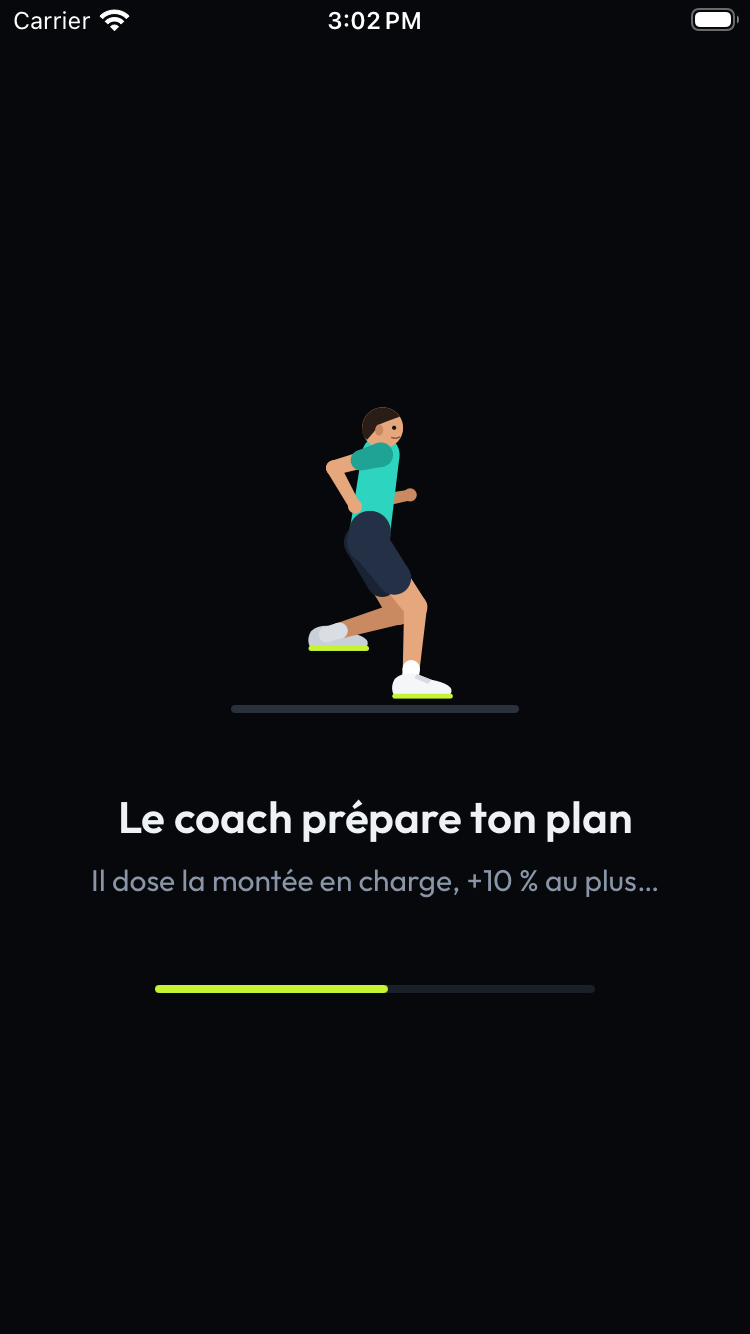 Carrier 3:02 PM
Le coach prépare ton plan
Il dose la montée en charge, +10 % au plus…